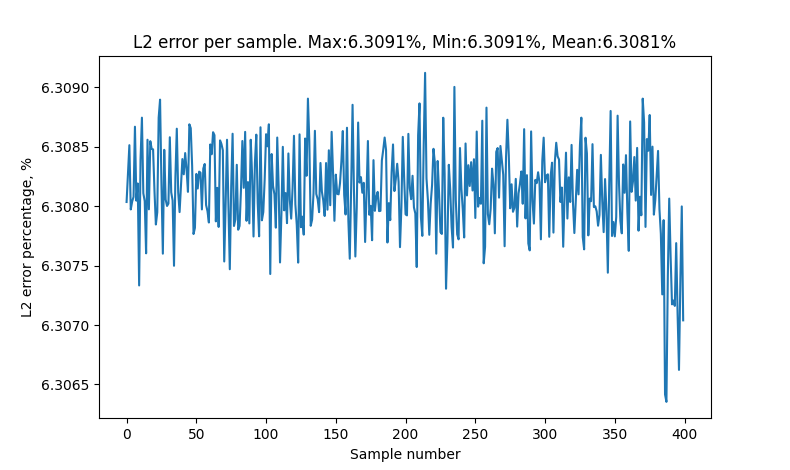 L2 error per sample. Max:6.3091%, Min:6.3091%, Mean:6.3081%
L2 error percentage, %
6.3090
6.3085
6.3080
6.3075
6.3070
6.3065
0 50 100 150 200 250 300 350 400
Sample number